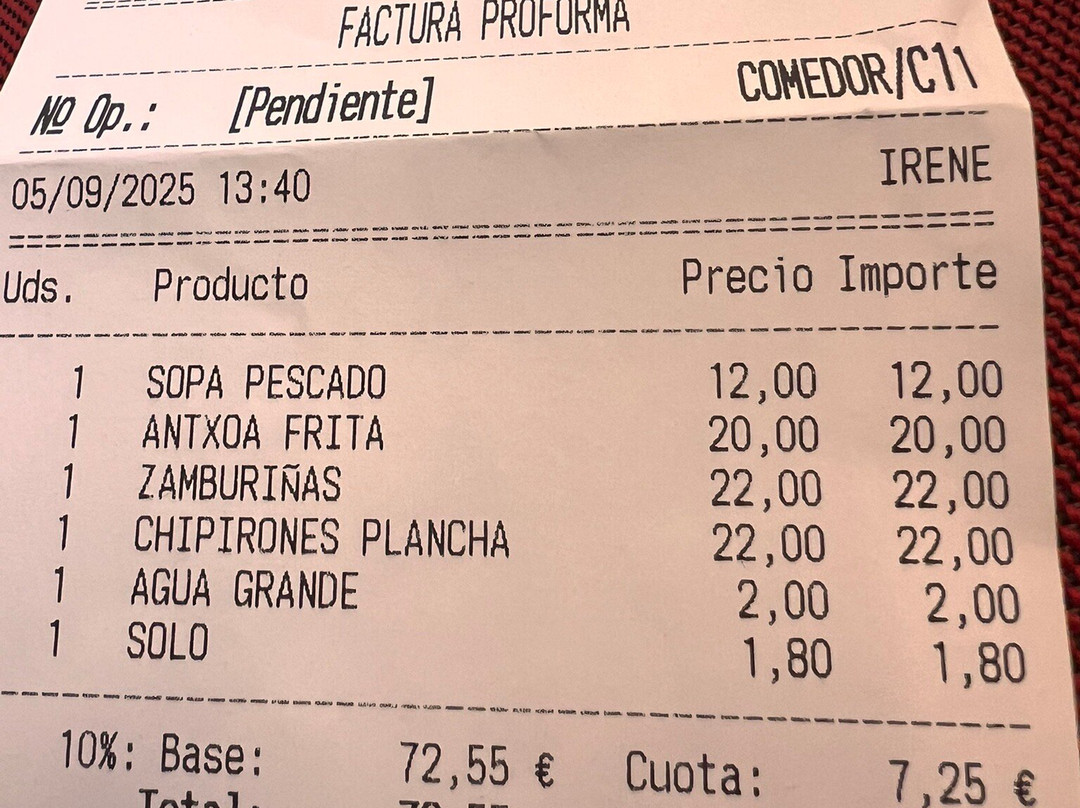 FACTURA PROFORMA
Nº Op.: [Pendiente] COMEDOR/C11
05/09/2025 13:40 IRENE
Uds. Producto Precio Importe
1 SOPA PESCADO 12,00 12,00
1 ANTXOA FRITA 20,00 20,00
1 ZAMBURIÑAS 22,00 22,00
1 CHIPIRONES PLANCHA 22,00 22,00
1 AGUA GRANDE 2,00 2,00
1 SOLO 1,80 1,80
10%: Base: 72,55 € Cuota: 7,25 €
Total: